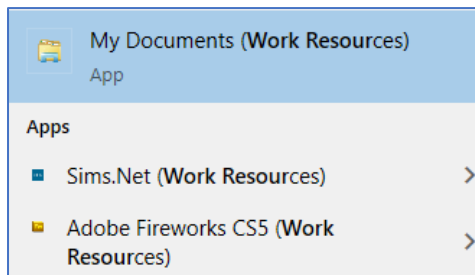 My Documents (Work Resources)
App
Apps
Sims.Net (Work Resources)
Adobe Fireworks CS5 (Work
Resources)